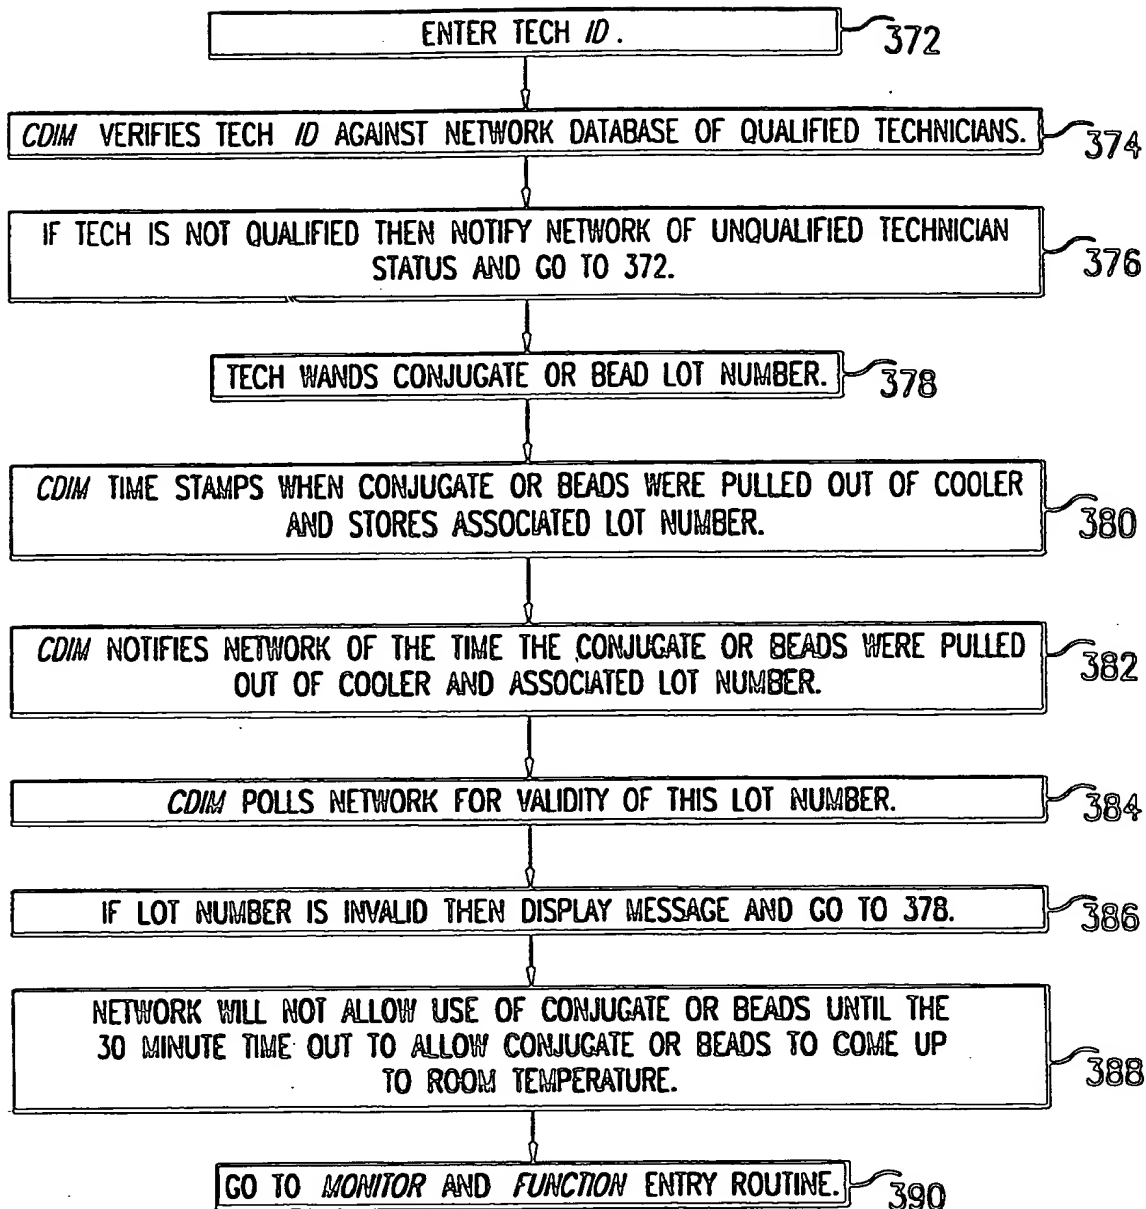 ENTER TECH ID.
372
CDIM VERIFIES TECH ID AGAINST NETWORK DATABASE OF QUALIFIED TECHNICIANS.
374
IF TECH IS NOT QUALIFIED THEN NOTIFY NETWORK OF UNQUALIFIED TECHNICIAN
STATUS AND GO TO 372.
376
TECH WANDS CONJUGATE OR BEAD LOT NUMBER.
378
CDIM TIME STAMPS WHEN CONJUGATE OR BEADS WERE PULLED OUT OF COOLER
AND STORES ASSOCIATED LOT NUMBER.
380
CDIM NOTIFIES NETWORK OF THE TIME THE CONJUGATE OR BEADS WERE PULLED
OUT OF COOLER AND ASSOCIATED LOT NUMBER.
382
CDIM POLLS NETWORK FOR VALIDITY OF THIS LOT NUMBER.
384
IF LOT NUMBER IS INVALID THEN DISPLAY MESSAGE AND GO TO 378.
386
NETWORK WILL NOT ALLOW USE OF CONJUGATE OR BEADS UNTIL THE
30 MINUTE TIME OUT TO ALLOW CONJUGATE OR BEADS TO COME UP
TO ROOM TEMPERATURE.
388
GO TO MONITOR AND FUNCTION ENTRY ROUTINE.
390